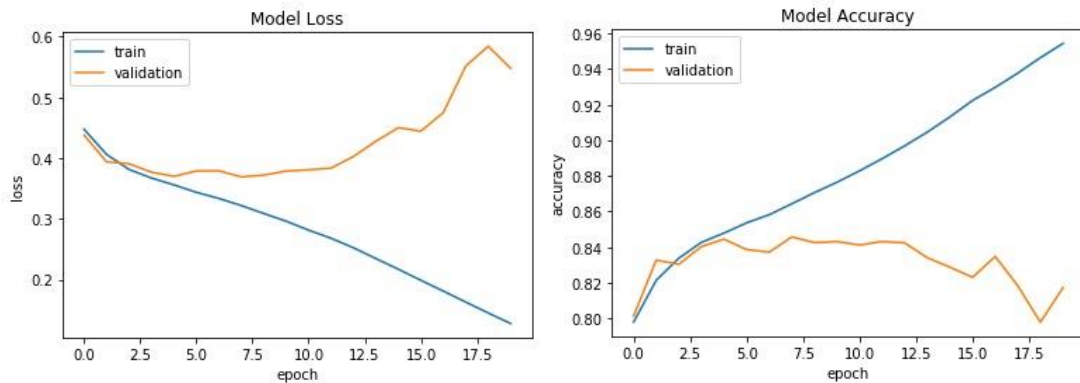 Model Loss
0.6
0.5
0.4
0.3
0.2
loss
train
validation
0.0 2.5 5.0 7.5 10.0 12.5 15.0 17.5
epoch
Model Accuracy
0.96
0.94
0.92
0.90
0.88
0.86
0.84
0.82
0.80
accuracy
train
validation
0.0 2.5 5.0 7.5 10.0 12.5 15.0 17.5
epoch